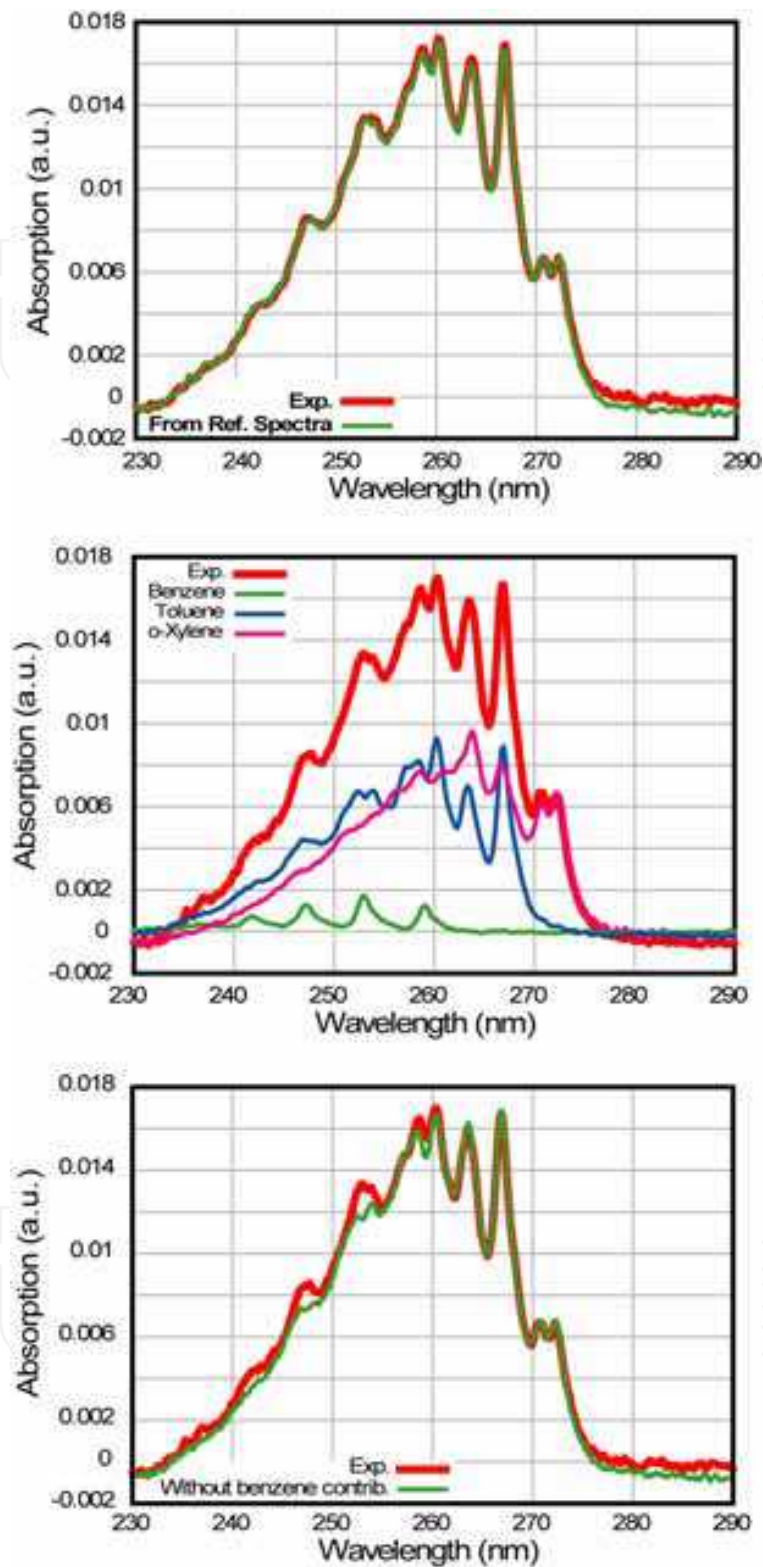 0.018
0.014
0.01
0.006
0.002
0
-0.002
Absorption (a.u.)
Exp.
From Ref. Spectra
230 240 250 260 270 280 290
Wavelength (nm)
0.018
0.014
0.01
0.006
0.002
0
-0.002
Absorption (a.u.)
Exp.
Benzene
Toluene
o-Xylene
230 240 250 260 270 280 290
Wavelength (nm)
0.018
0.014
0.01
0.006
0.002
0
-0.002
Absorption (a.u.)
Exp.
Without benzene contrib.
230 240 250 260 270 280 290
Wavelength (nm)